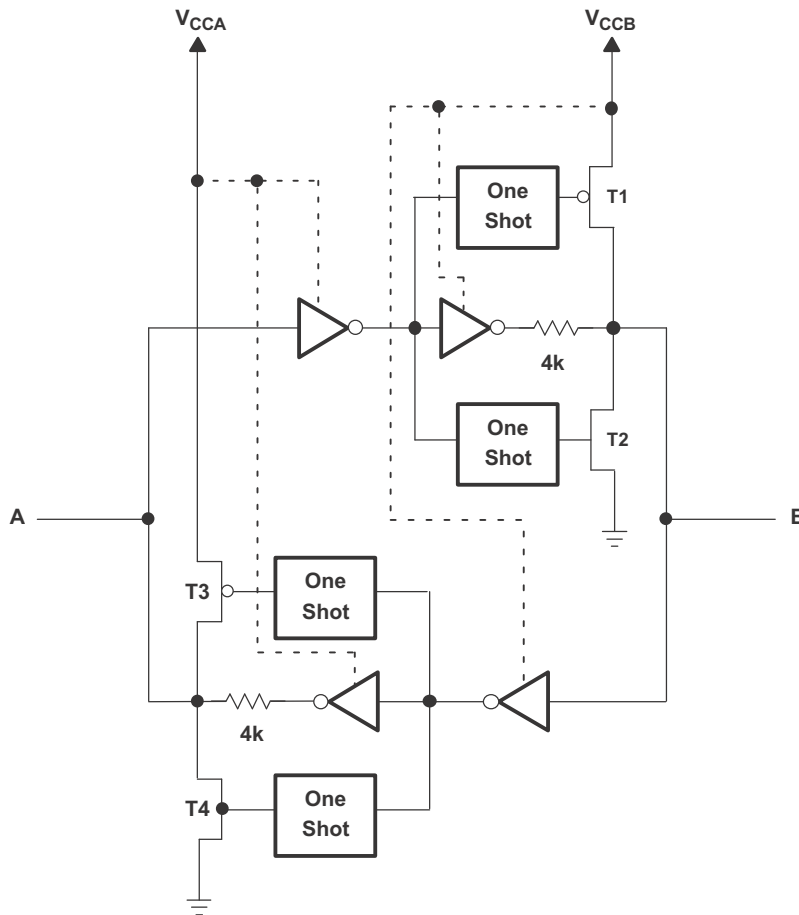 VCCA
VCCB
One
Shot
T1
4k
One
Shot
T2
A
B
T3
One
Shot
4k
T4
One
Shot